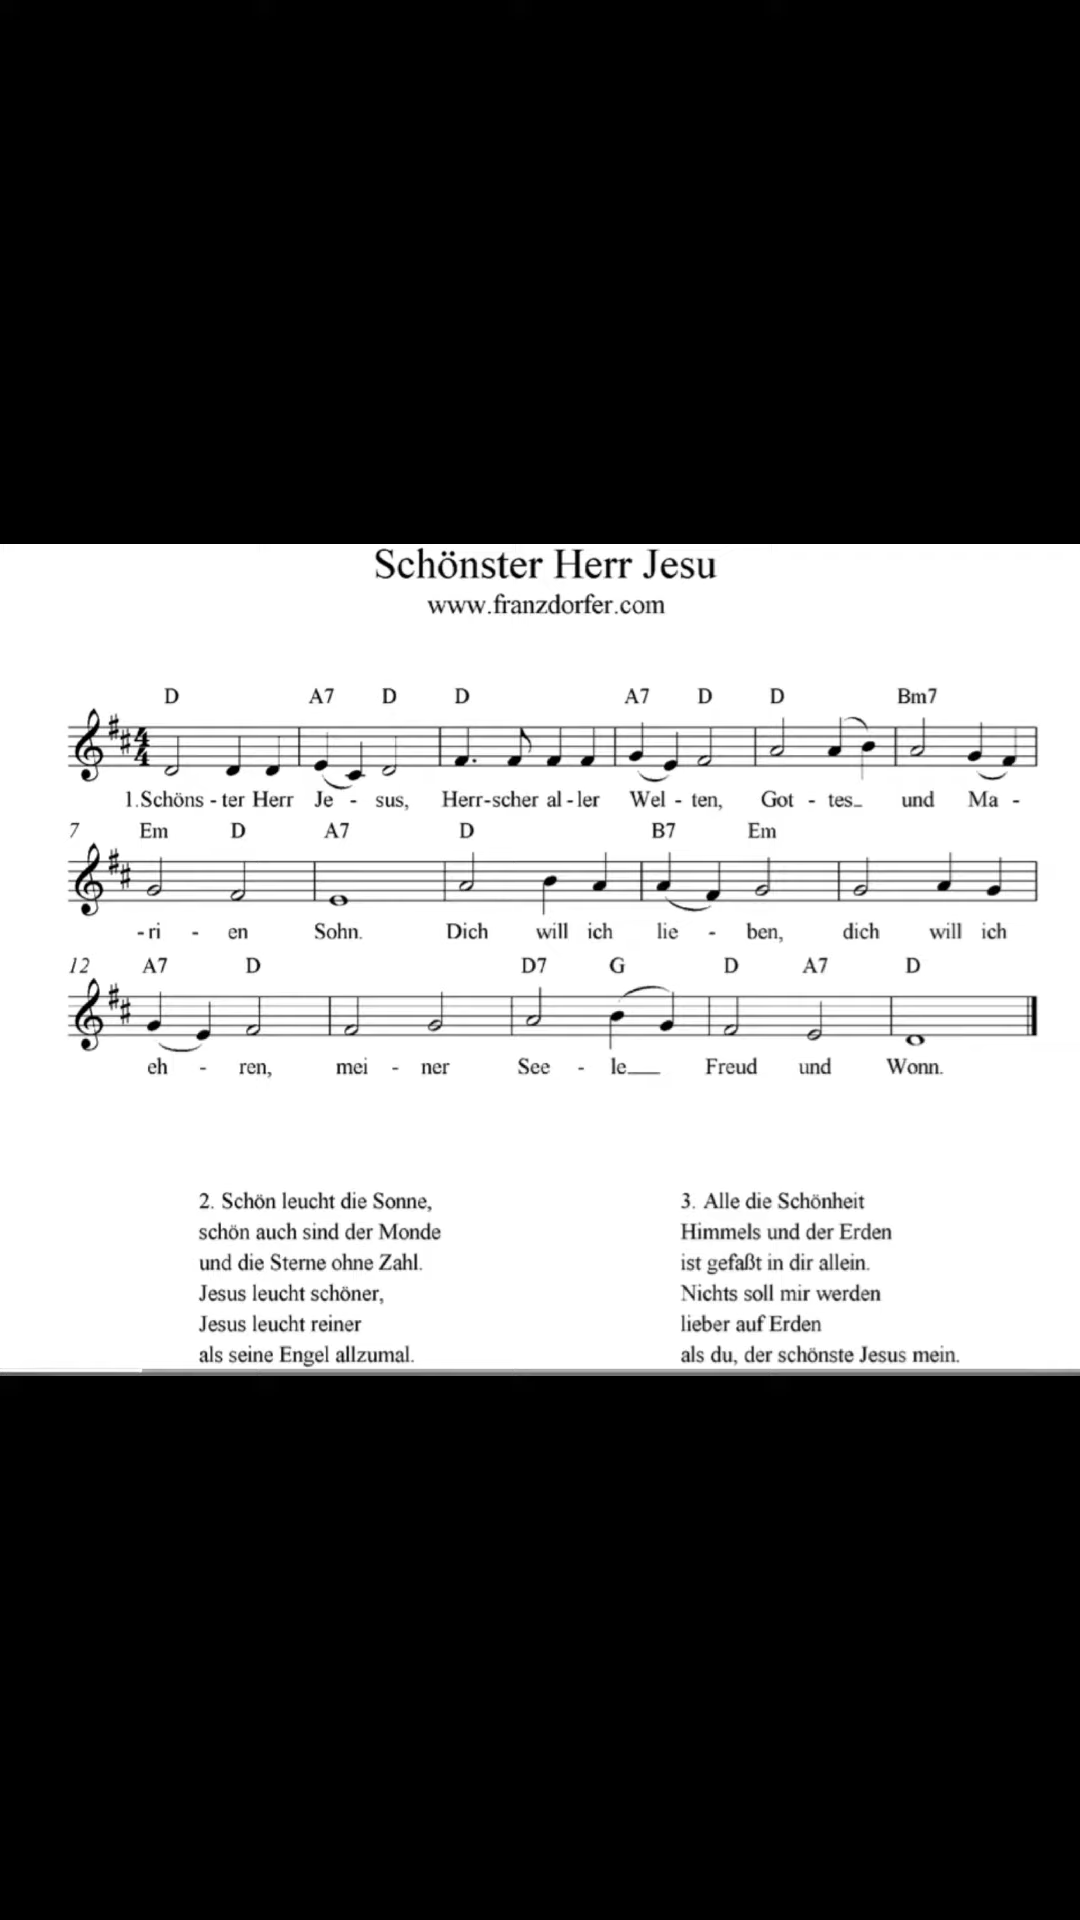 Schönster Herr Jesu
www.franzdorfer.com
D A7 D D A7 D D Bm7
1.Schöns - ter Herr Je - sus, Herr-scher al - ler Wel - ten, Got - tes_ und Ma -
7 Em D A7 D B7 Em
- ri - en Sohn. Dich will ich lie - ben, dich will ich
12 A7 D D7 G D A7 D
eh - ren, mei - ner See - le__ Freud und Wonn.
2. Schön leucht die Sonne,
schön auch sind der Monde
und die Sterne ohne Zahl.
Jesus leucht schöner,
Jesus leucht reiner
als seine Engel allzumal.
3. Alle die Schönheit
Himmels und der Erden
ist gefaßt in dir allein.
Nichts soll mir werden
lieber auf Erden
als du, der schönste Jesus mein.